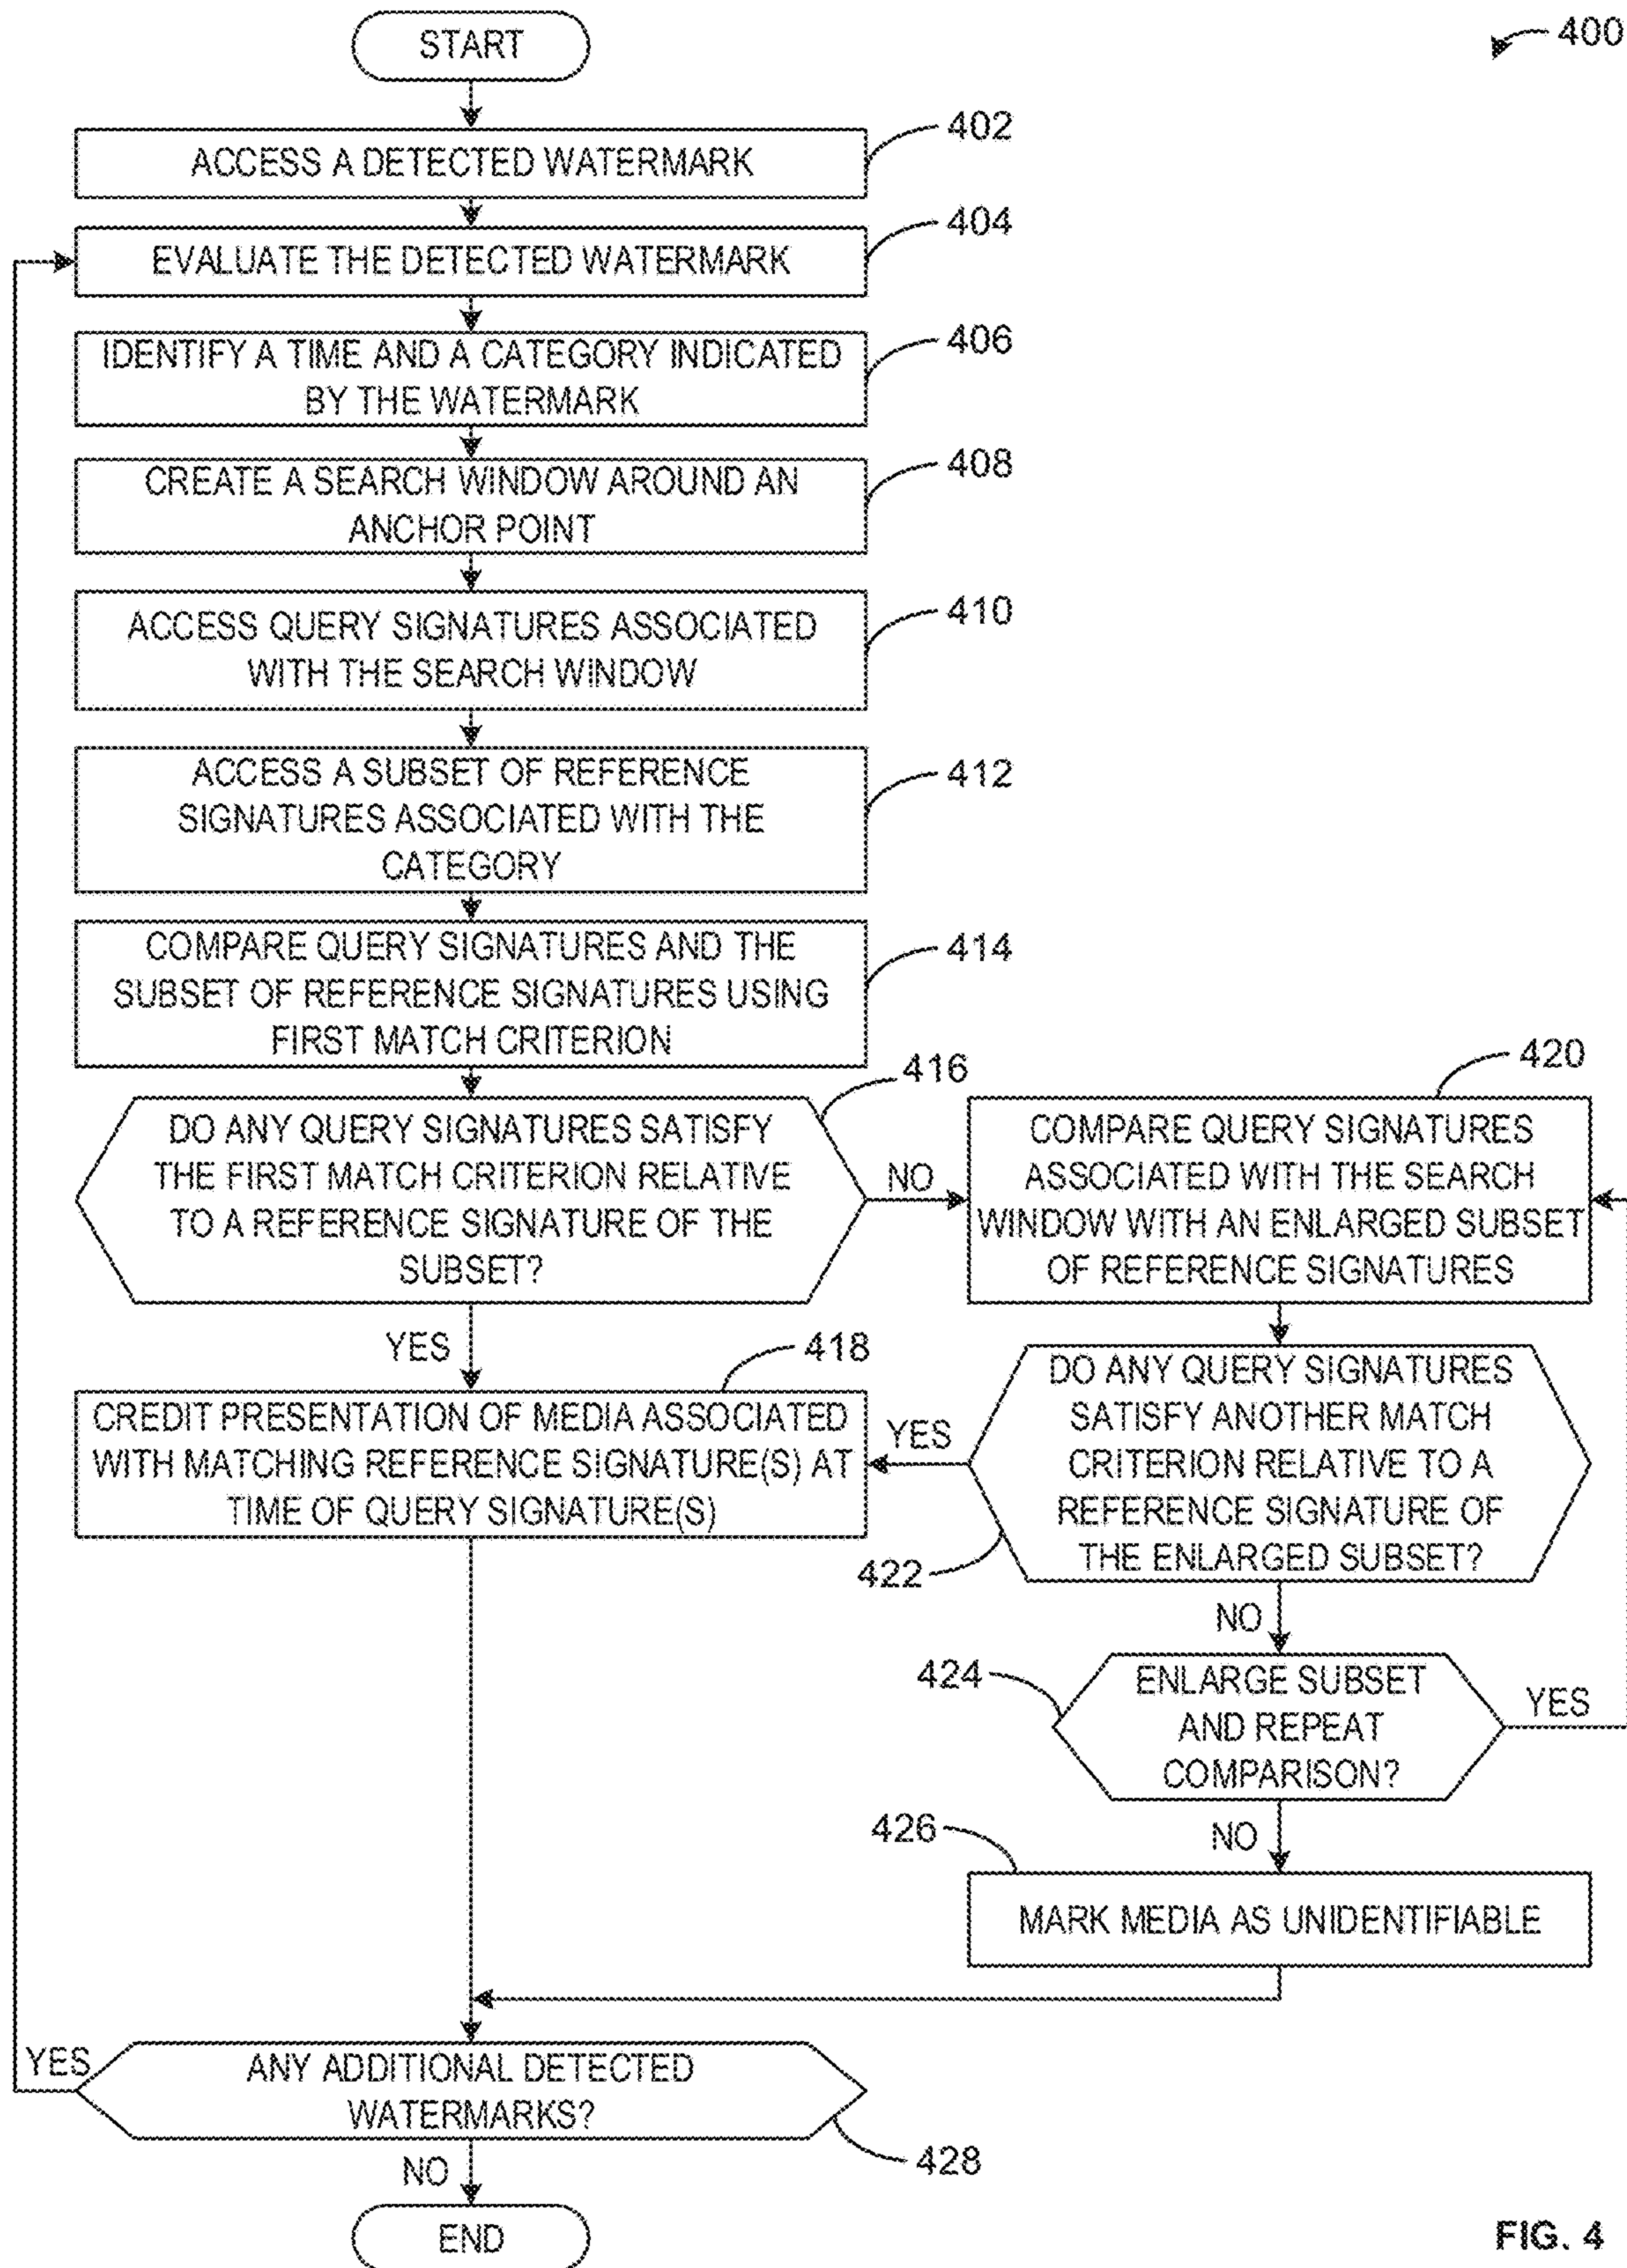 START
400
402
ACCESS A DETECTED WATERMARK
404
EVALUATE THE DETECTED WATERMARK
406
IDENTIFY A TIME AND A CATEGORY INDICATED
BY THE WATERMARK
408
CREATE A SEARCH WINDOW AROUND AN
ANCHOR POINT
410
ACCESS QUERY SIGNATURES ASSOCIATED
WITH THE SEARCH WINDOW
412
ACCESS A SUBSET OF REFERENCE
SIGNATURES ASSOCIATED WITH THE
CATEGORY
414
COMPARE QUERY SIGNATURES AND THE
SUBSET OF REFERENCE SIGNATURES USING
FIRST MATCH CRITERION
416
DO ANY QUERY SIGNATURES SATISFY
THE FIRST MATCH CRITERION RELATIVE
TO A REFERENCE SIGNATURE OF THE
SUBSET?
NO
YES
420
COMPARE QUERY SIGNATURES
ASSOCIATED WITH THE SEARCH
WINDOW WITH AN ENLARGED SUBSET
OF REFERENCE SIGNATURES
418
CREDIT PRESENTATION OF MEDIA ASSOCIATED
WITH MATCHING REFERENCE SIGNATURE(S) AT
TIME OF QUERY SIGNATURE(S)
YES
DO ANY QUERY SIGNATURES
SATISFY ANOTHER MATCH
CRITERION RELATIVE TO A
REFERENCE SIGNATURE OF
THE ENLARGED SUBSET?
422
NO
424
ENLARGE SUBSET
AND REPEAT
COMPARISON?
YES
NO
426
MARK MEDIA AS UNIDENTIFIABLE
YES
ANY ADDITIONAL DETECTED
WATERMARKS?
428
NO
END
FIG. 4